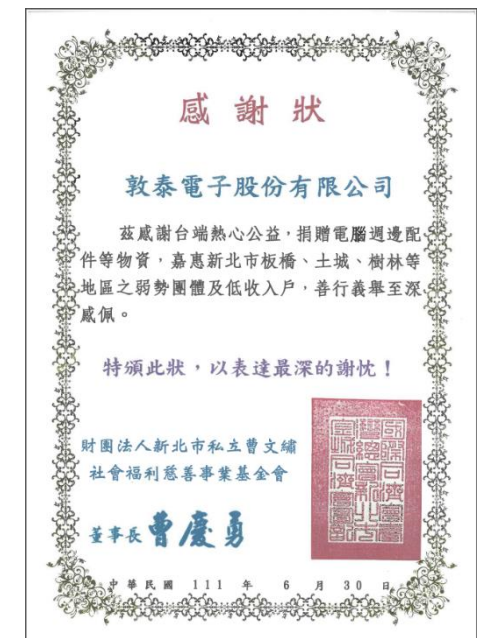 感謝狀
敦泰電子股份有限公司
茲感謝台端熱心公益，捐贈電腦週邊配
件等物資，嘉惠新北市板橋、土城、樹林等
地區之弱勢團體及低收入戶，善行義舉至深
感佩。
特頒此狀，以表達最深的謝忱！
財團法人新北市私立曹文繡
社會福利慈善事業基金會
董事長曹慶勇
中華民國 111 年 6 月 30 日